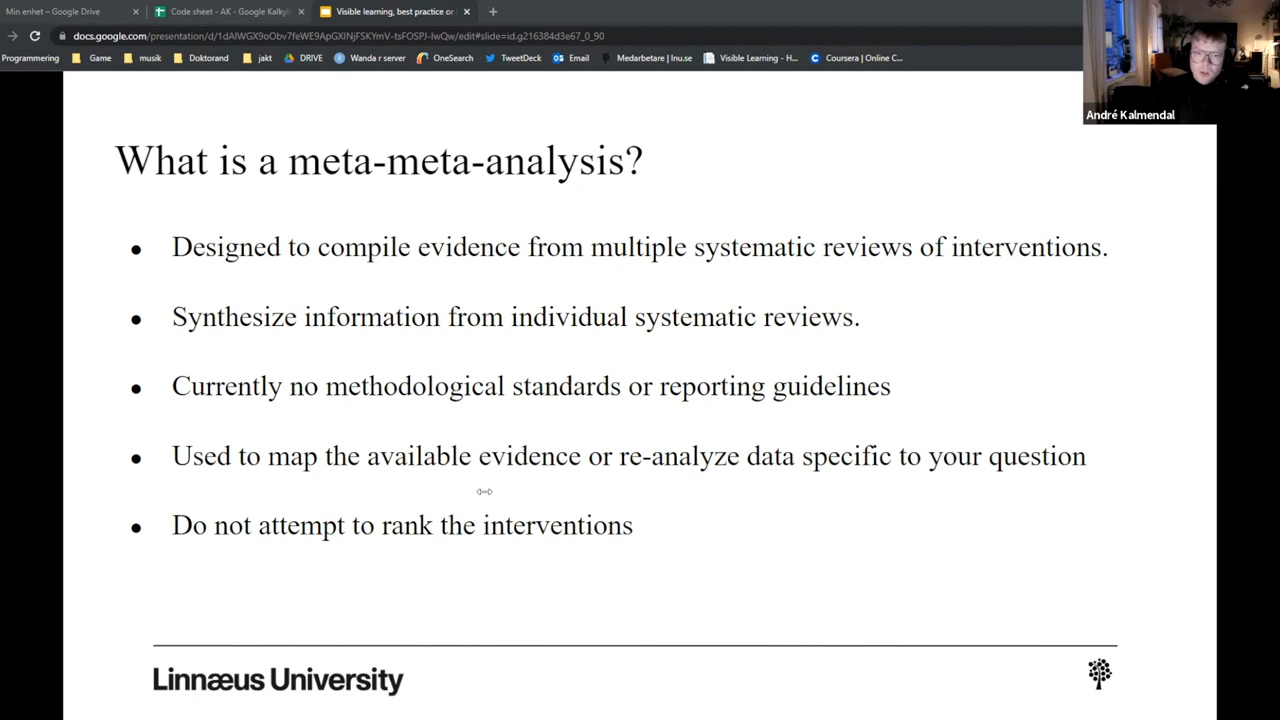 Min enhet – Google Drive
Code sheet - AK - Google Kalkyl
Visible learning, best practice or
docs.google.com/presentation/d/1dAlWGX9oObv7feWE9ApGXlNjFSKYmV-tsFOSPJ-lwQw/edit#slide=id.g216384d3e67_0_90
Programmering Game musik Doktorand jakt DRIVE Wanda r server OneSearch TweetDeck Email Medarbetare | lnu.se Visible Learning - H... Coursera | Online C...
André Kalmendal
What is a meta-meta-analysis?
● Designed to compile evidence from multiple systematic reviews of interventions.
● Synthesize information from individual systematic reviews.
● Currently no methodological standards or reporting guidelines
● Used to map the available evidence or re-analyze data specific to your question
● Do not attempt to rank the interventions
Linnæus University